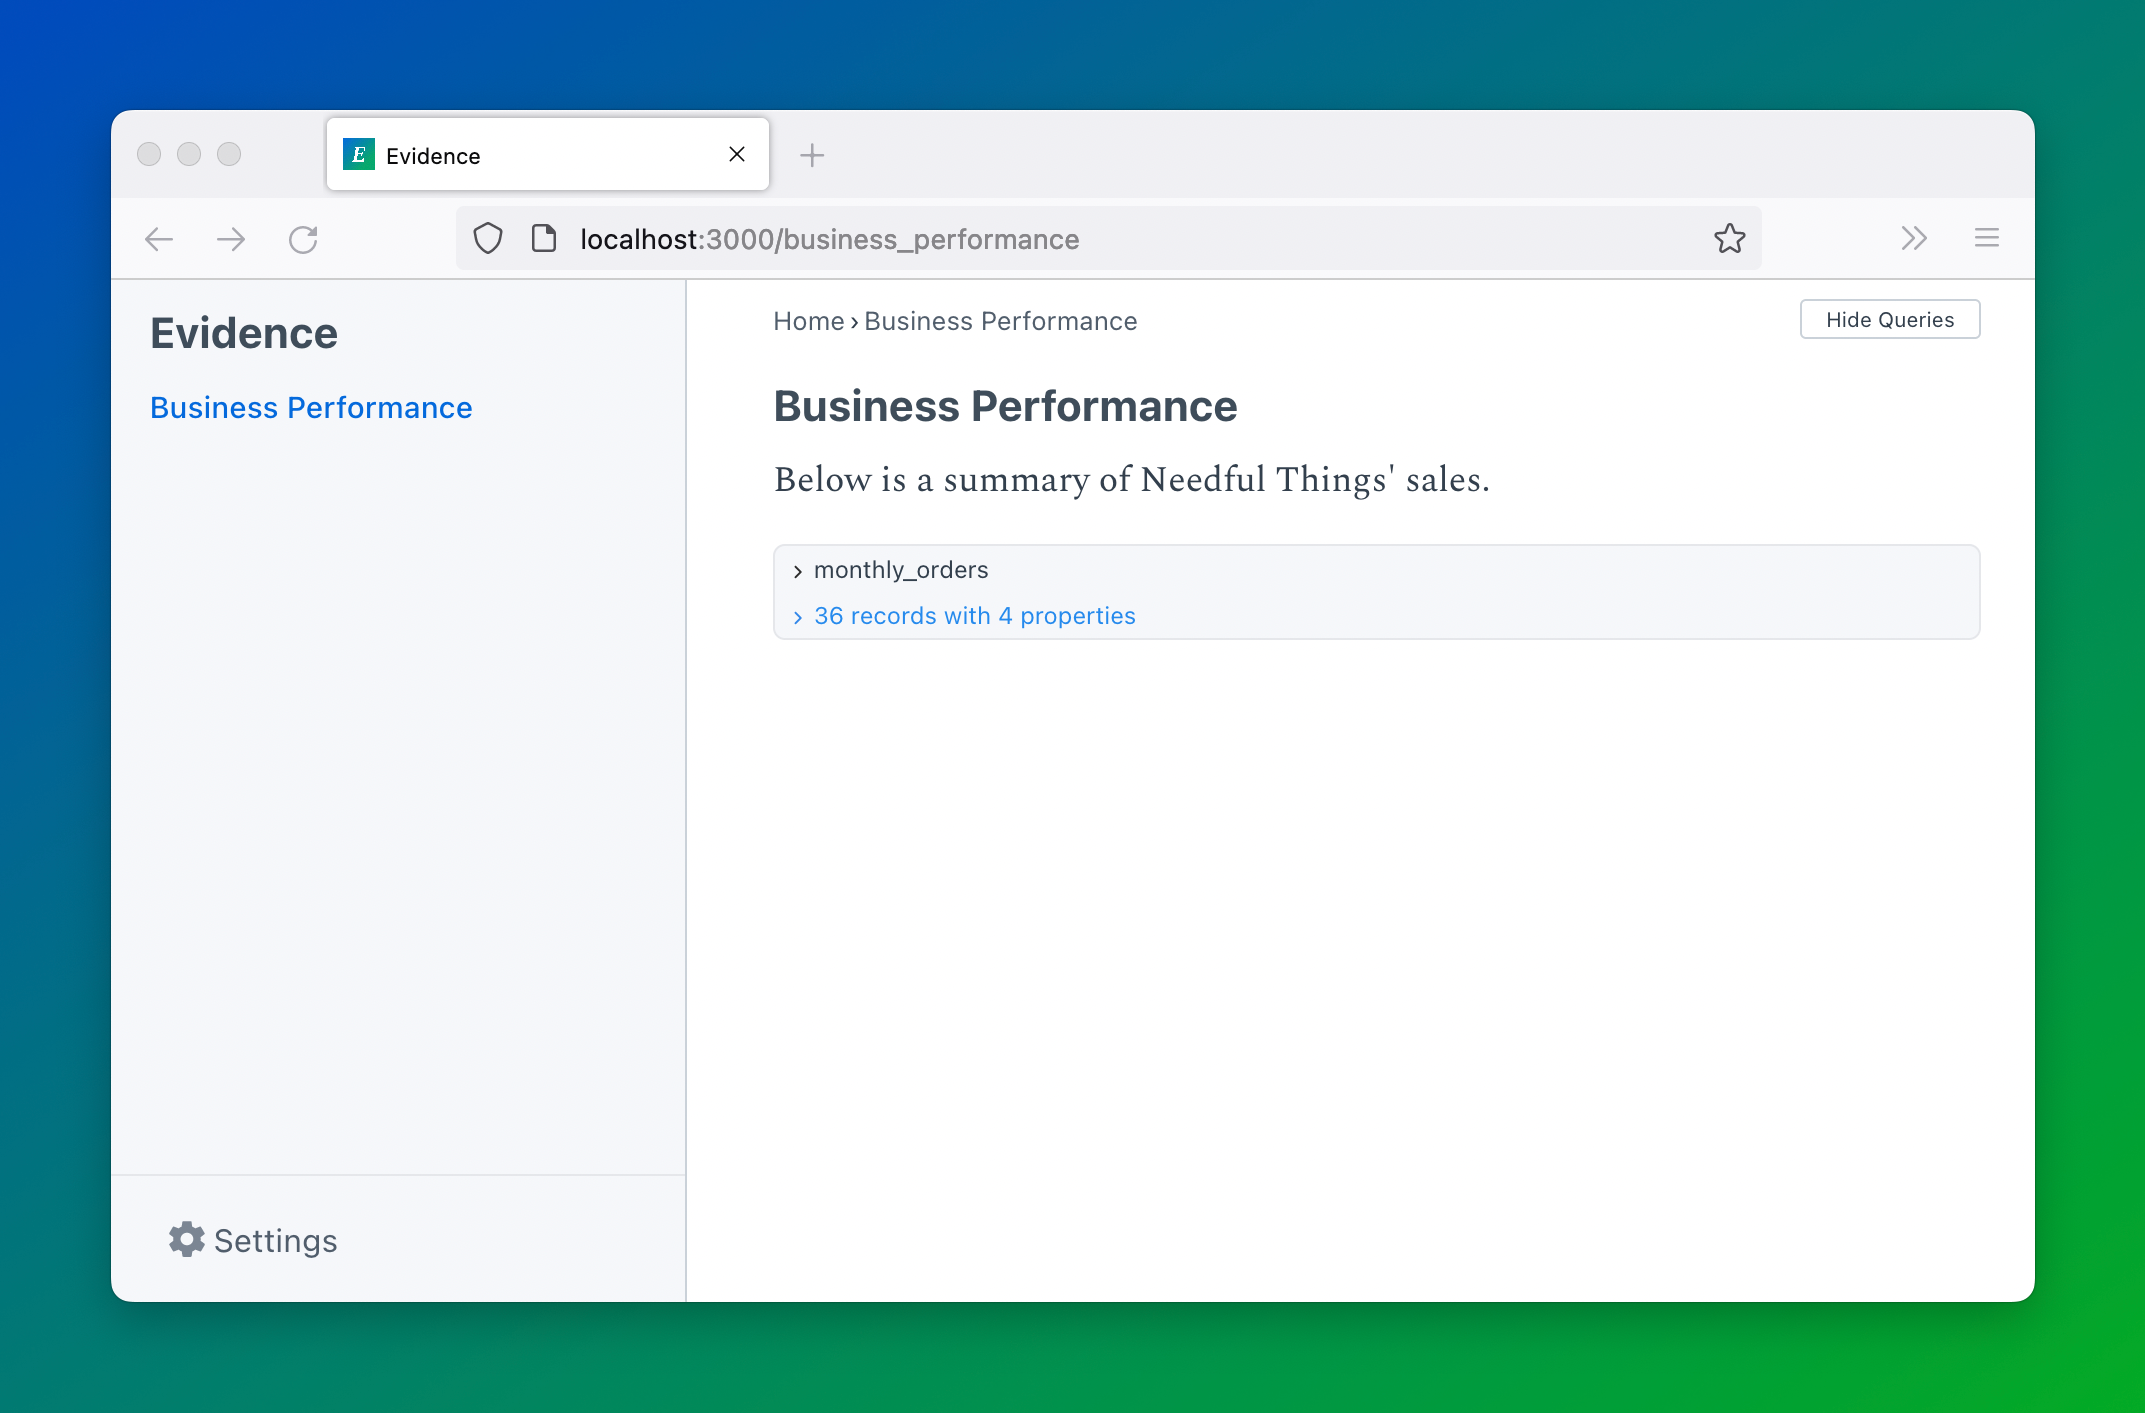 E Evidence
localhost:3000/business_performance
Evidence
Business Performance
Settings
Home › Business Performance
Hide Queries
Business Performance
Below is a summary of Needful Things' sales.
monthly_orders
36 records with 4 properties